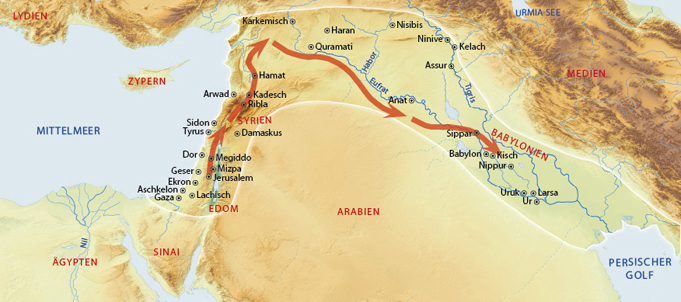 LYDIEN
URMIA SEE
Karkemisch
Haran
Nisibis
Quramati
Ninive
Kelach
Habor
Assur
Hamat
Eufrat
Tigris
MEDIEN
ZYPERN
Arwad
Kadesch
Ribla
Anat
SYRIEN
Sidon
Tyrus
Damaskus
MITTELMEER
Sippar
BABYLONIEN
Dor
Megiddo
Babylon
Kisch
Geser
Mizpa
Nippur
Ekron
Jerusalem
Aschkelon
Lachisch
Gaza
Uruk
Larsa
Ur
EDOM
ARABIEN
Nil
SINAI
ÄGYPTEN
PERSISCHER
GOLF